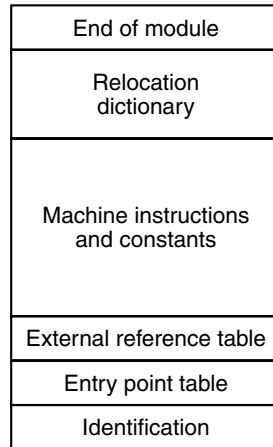 End of module
Relocation
dictionary
Machine instructions
and constants
External reference table
Entry point table
Identification